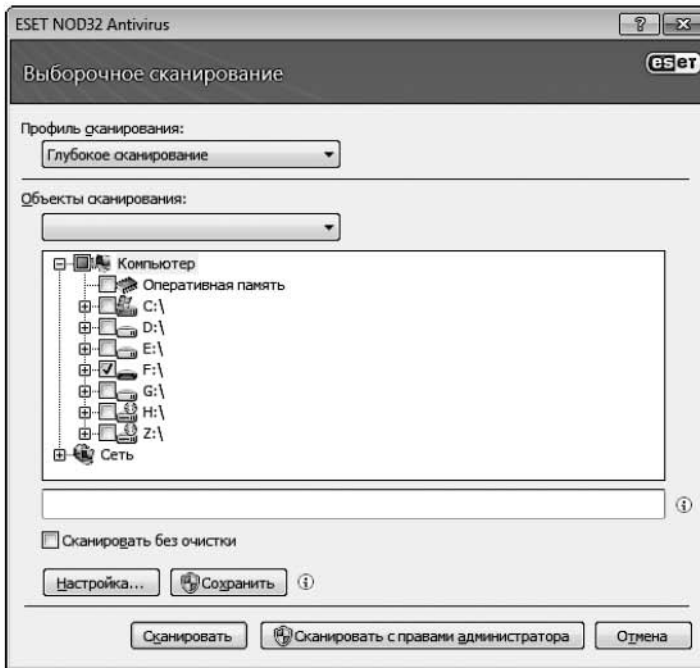 ESET NOD32 Antivirus
Выборочное сканирование
eseT
Профиль сканирования:
Глубокое сканирование
Объекты сканирования:
Компьютер
Оперативная память
C:\
D:\
E:\
F:\
G:\
H:\
Z:\
Сеть
Сканировать без очистки
Настройка...
Сохранить
Сканировать
Сканировать с правами администратора
Отмена